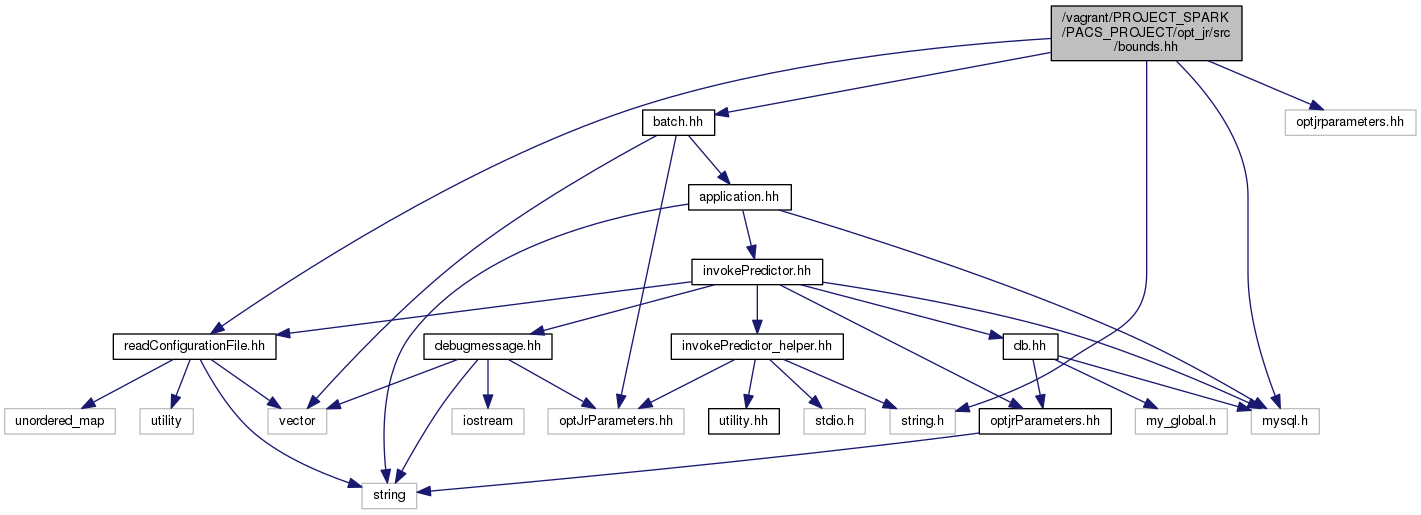 /vagrant/PROJECT_SPARK
/PACS_PROJECT/opt_jr/src
/bounds.hh
batch.hh
optjrparameters.hh
application.hh
invokePredictor.hh
readConfigurationFile.hh
debugmessage.hh
invokePredictor_helper.hh
db.hh
unordered_map
utility
vector
iostream
optJrParameters.hh
utility.hh
stdio.h
string.h
optjrParameters.hh
my_global.h
mysql.h
string